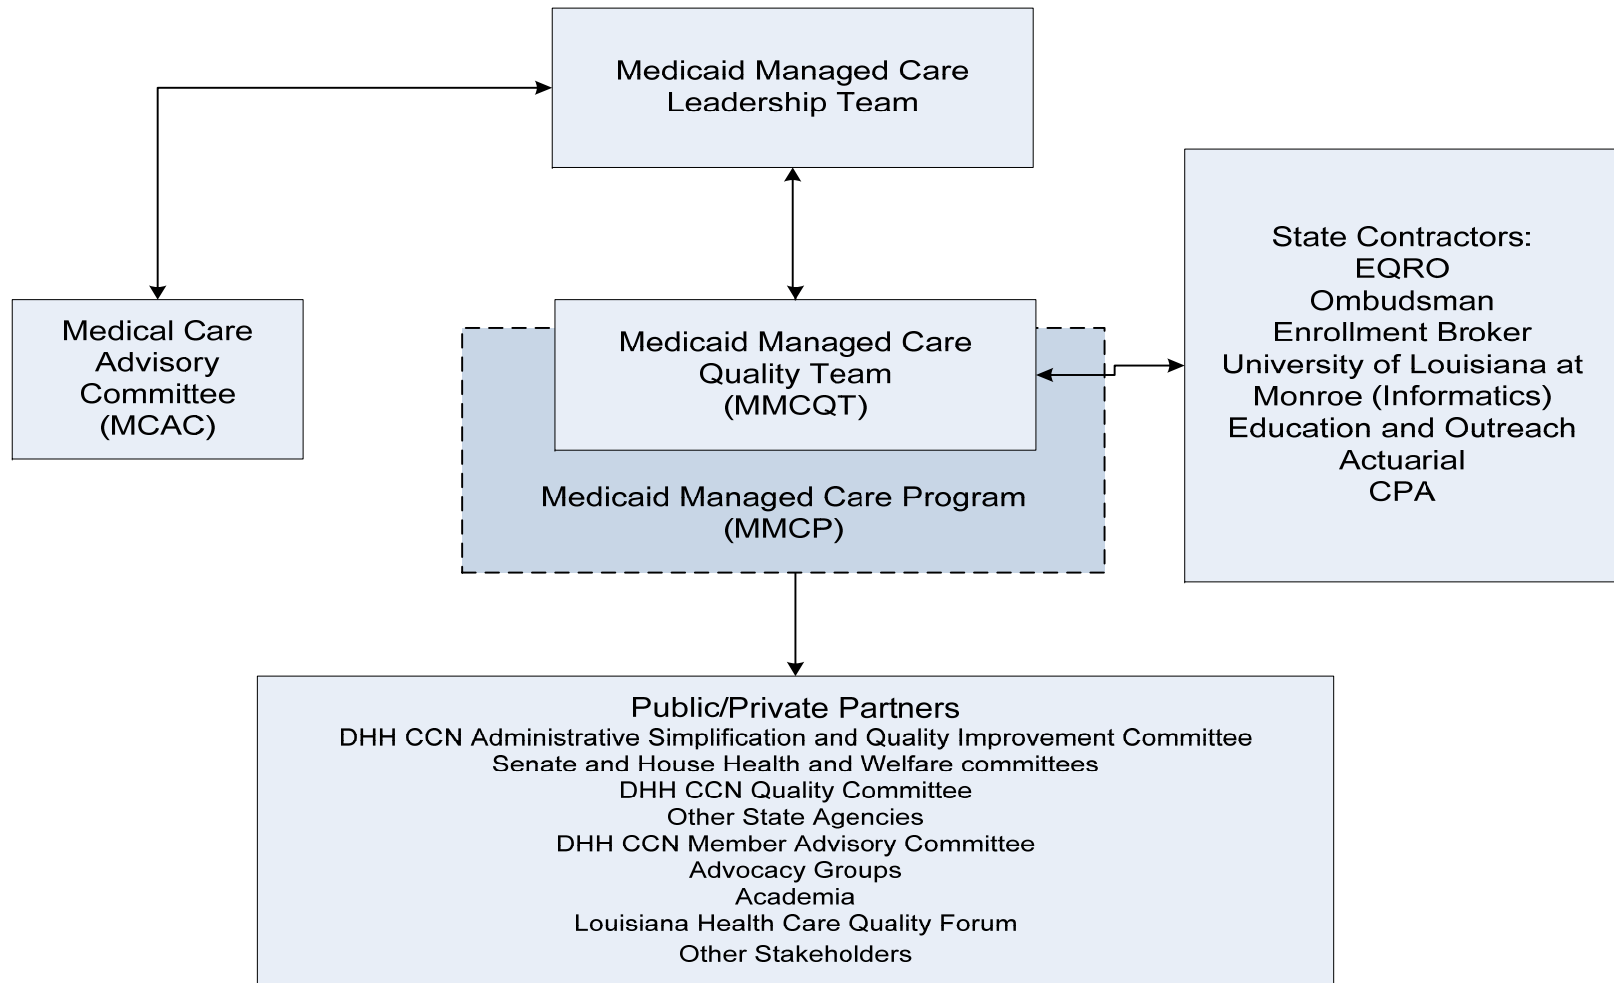 Medicaid Managed Care
Leadership Team
Medical Care
Advisory
Committee
(MCAC)
Medicaid Managed Care
Quality Team
(MMCQT)
Medicaid Managed Care Program
(MMCP)
State Contractors:
EQRO
Ombudsman
Enrollment Broker
University of Louisiana at
Monroe (Informatics)
Education and Outreach
Actuarial
CPA
Public/Private Partners
DHH CCN Administrative Simplification and Quality Improvement Committee
Senate and House Health and Welfare committees
DHH CCN Quality Committee
Other State Agencies
DHH CCN Member Advisory Committee
Advocacy Groups
Academia
Louisiana Health Care Quality Forum
Other Stakeholders